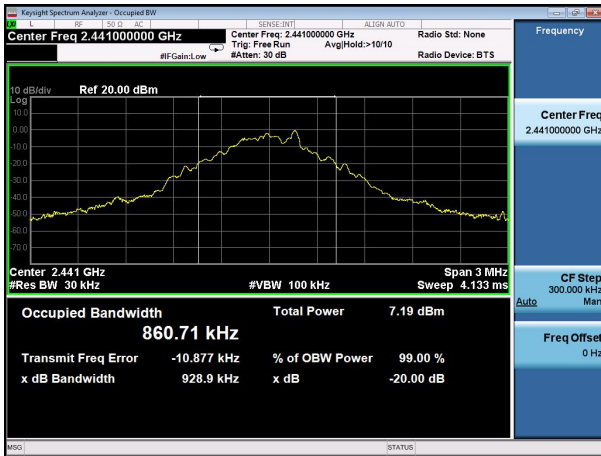 Keysight Spectrum Analyzer - Occupied BW
LXI L RF 50 Ω AC SENSE:INT ALIGN AUTO
Center Freq 2.441000000 GHz
Center Freq: 2.441000000 GHz
Radio Std: None
Trig: Free Run Avg|Hold:>10/10
#IFGain:Low #Atten: 30 dB Radio Device: BTS
10 dB/div Ref 20.00 dBm
Log
10.0
0.00
-10.0
-20.0
-30.0
-40.0
-50.0
-60.0
-70.0
Center 2.441 GHz Span 3 MHz
#Res BW 30 kHz #VBW 100 kHz Sweep 4.133 ms
Occupied Bandwidth Total Power 7.19 dBm
860.71 kHz
Transmit Freq Error -10.877 kHz % of OBW Power 99.00 %
x dB Bandwidth 928.9 kHz x dB -20.00 dB
MSG STATUS
Frequency
Center Freq
2.441000000 GHz
CF Step
300.000 kHz
Auto Man
Freq Offset
0 Hz